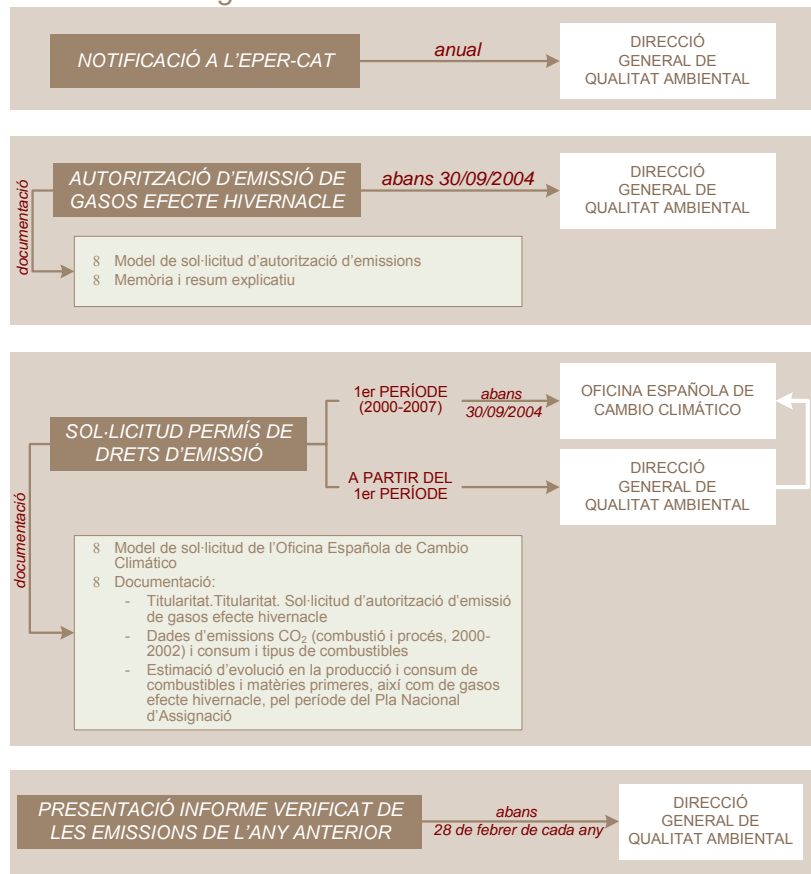 NOTIFICACIÓ A L'EPER-CAT
anual
DIRECCIÓ
GENERAL DE
QUALITAT AMBIENTAL
documentació
AUTORITZACIÓ D'EMISSIÓ DE
GASOS EFECTE HIVERNACLE
abans 30/09/2004
DIRECCIÓ
GENERAL DE
QUALITAT AMBIENTAL
8 Model de sol·licitud d'autorització d'emissions
8 Memòria i resum explicatiu
SOL·LICITUD PERMÍS DE
DRETS D'EMISSIÓ
1er PERÍODE
(2000-2007)
abans
30/09/2004
OFICINA ESPAÑOLA DE
CAMBIO CLIMÁTICO
A PARTIR DEL
1er PERÍODE
DIRECCIÓ
GENERAL DE
QUALITAT AMBIENTAL
documentació
8 Model de sol·licitud de l'Oficina Española de Cambio
Climático
8 Documentació:
- Titularitat.Titularitat. Sol·licitud d'autorització d'emissió
de gasos efecte hivernacle
- Dades d'emissions CO₂ (combustió i procés, 2000-
2002) i consum i tipus de combustibles
- Estimació d'evolució en la producció i consum de
combustibles i matèries primeres, així com de gasos
efecte hivernacle, pel període del Pla Nacional
d'Assignació
PRESENTACIÓ INFORME VERIFICAT DE
LES EMISSIONS DE L'ANY ANTERIOR
abans
28 de febrer de cada any
DIRECCIÓ
GENERAL DE
QUALITAT AMBIENTAL